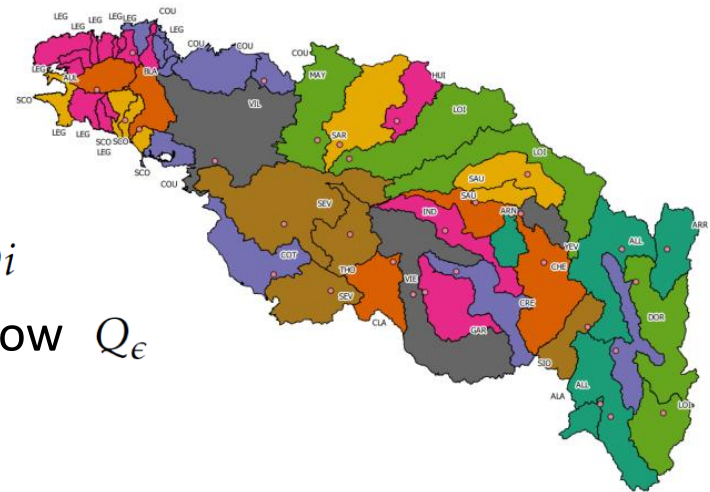 LEG
LEG
LEG
LEG
LEG
LEG
COU
LEG
COU
COU
COU
MAY
HUI
LEG
AUL
BLA
SCO
VIL
LOI
SAR
LEG
LEG
SCO
SCO
LEG
SCO
COU
LOI
SAU
SAU
SEV
IND
ARN
YEV
ALL
ARR
COT
THO
SEV
VIE
CHE
CLA
CRE
GAR
DOR
SIO
ALL
ALA
LOI
i
ow Qϵ